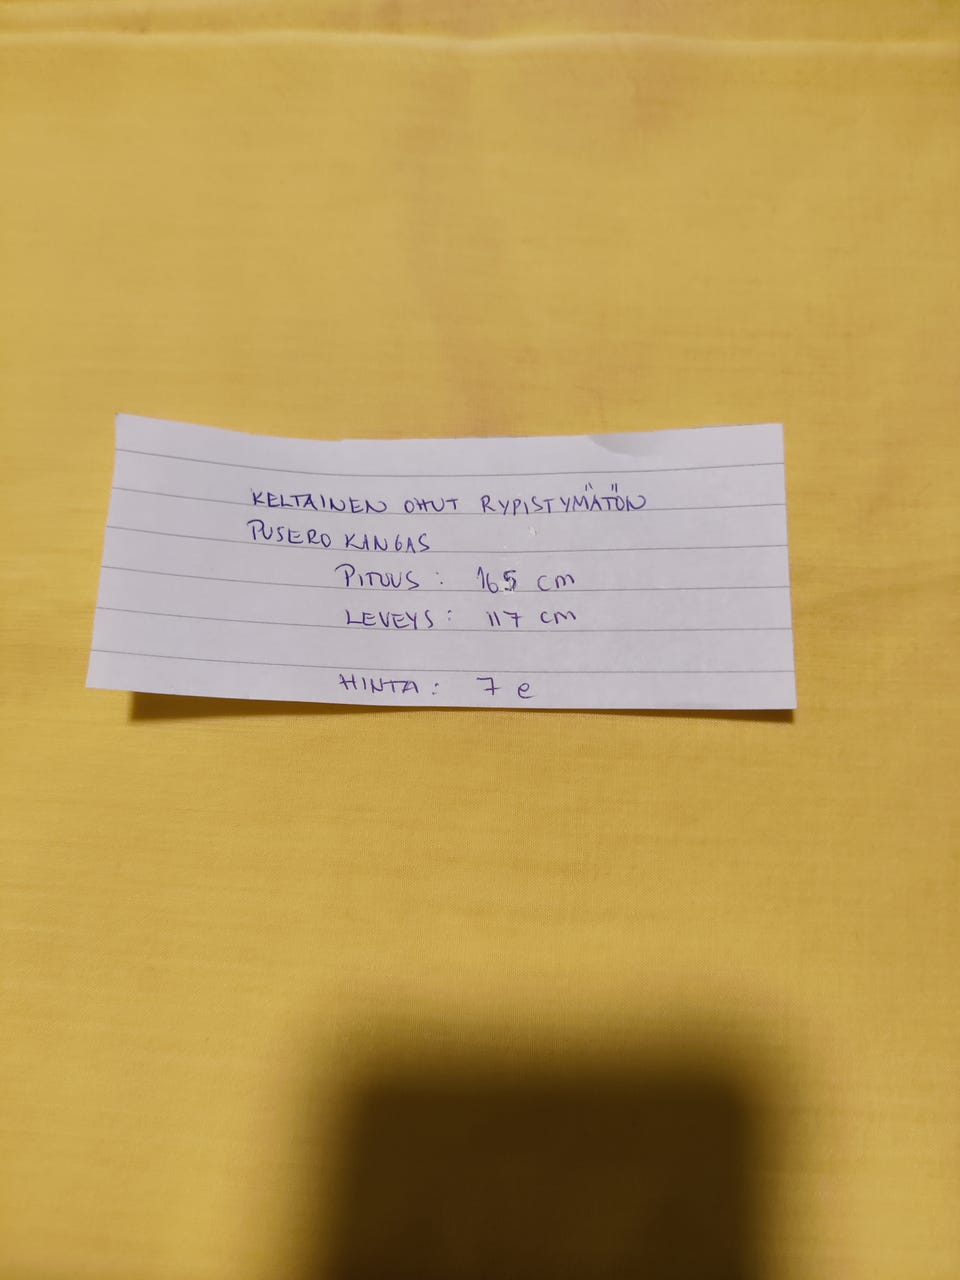 KELTAINEN OHUT RYPISTYMÄTÖN
PUSERO KANGAS
PITUUS : 165 cm
LEVEYS : 117 cm
HINTA : 7 e